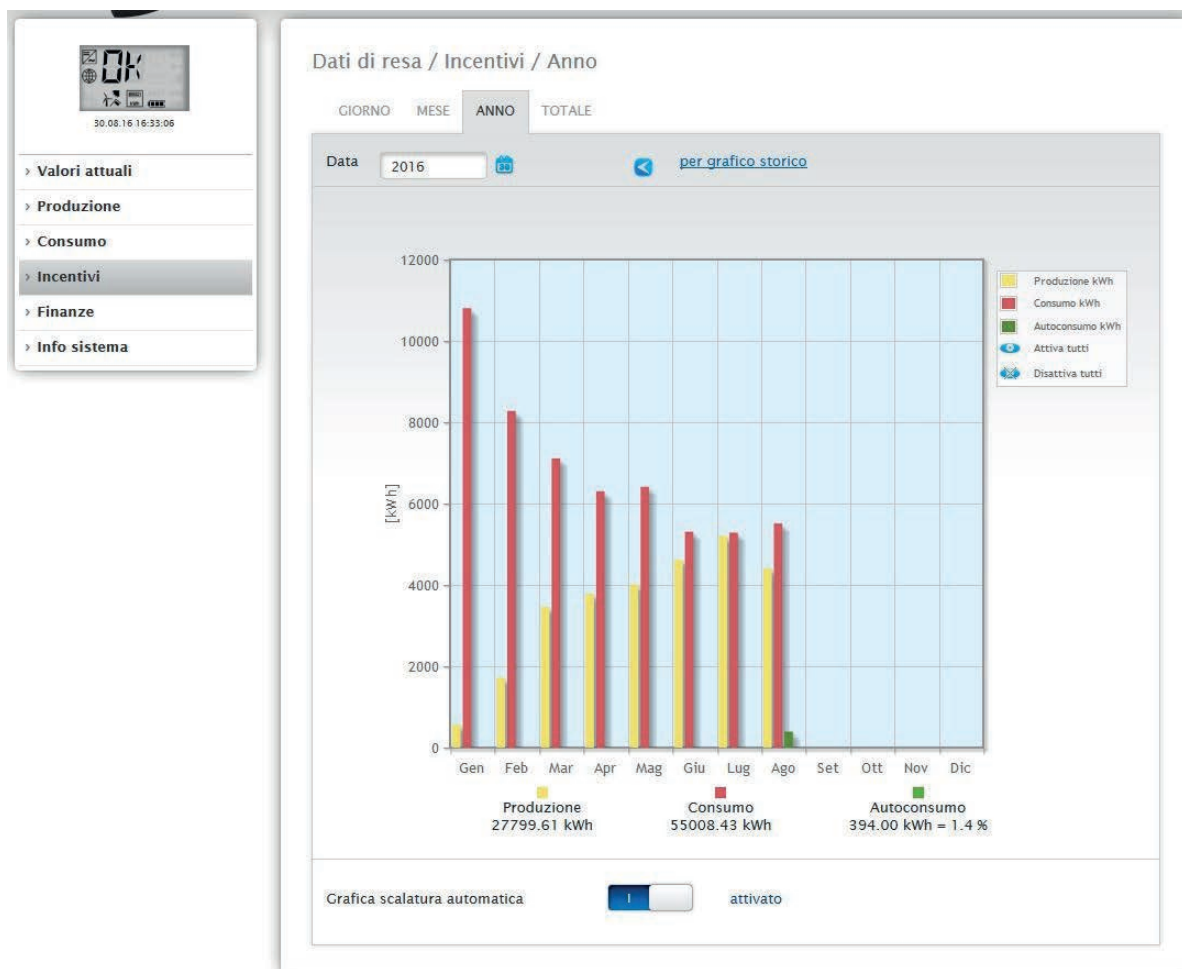 OK
30.08.16 16:33:06
› Valori attuali
› Produzione
› Consumo
› Incentivi
› Finanze
› Info sistema
Dati di resa / Incentivi / Anno
GIORNO MESE ANNO TOTALE
Data 2016 per grafico storico
12000
10000
8000
6000
4000
2000
0
[kWh]
Produzione kWh
Consumo kWh
Autoconsumo kWh
Attiva tutti
Disattiva tutti
Gen Feb Mar Apr Mag Giu Lug Ago Set Ott Nov Dic
Produzione Consumo Autoconsumo
27799.61 kWh 55008.43 kWh 394.00 kWh = 1.4 %
Grafica scalatura automatica I attivato